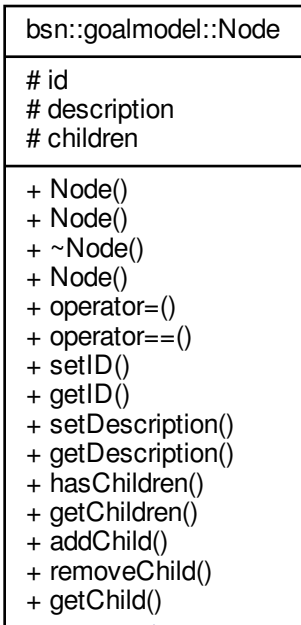 bsn::goalmodel::Node
# id
# description
# children
+ Node()
+ Node()
+ ~Node()
+ Node()
+ operator=()
+ operator==()
+ setID()
+ getID()
+ setDescription()
+ getDescription()
+ hasChildren()
+ getChildren()
+ addChild()
+ removeChild()
+ getChild()